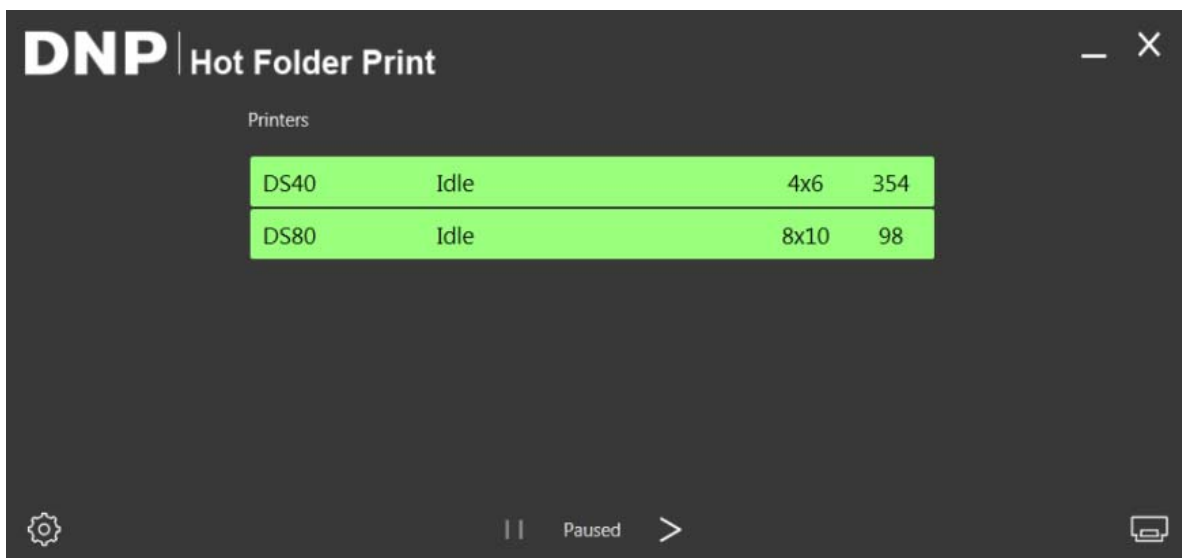 DNP Hot Folder Print
Printers
DS40 Idle 4x6 354
DS80 Idle 8x10 98
Paused